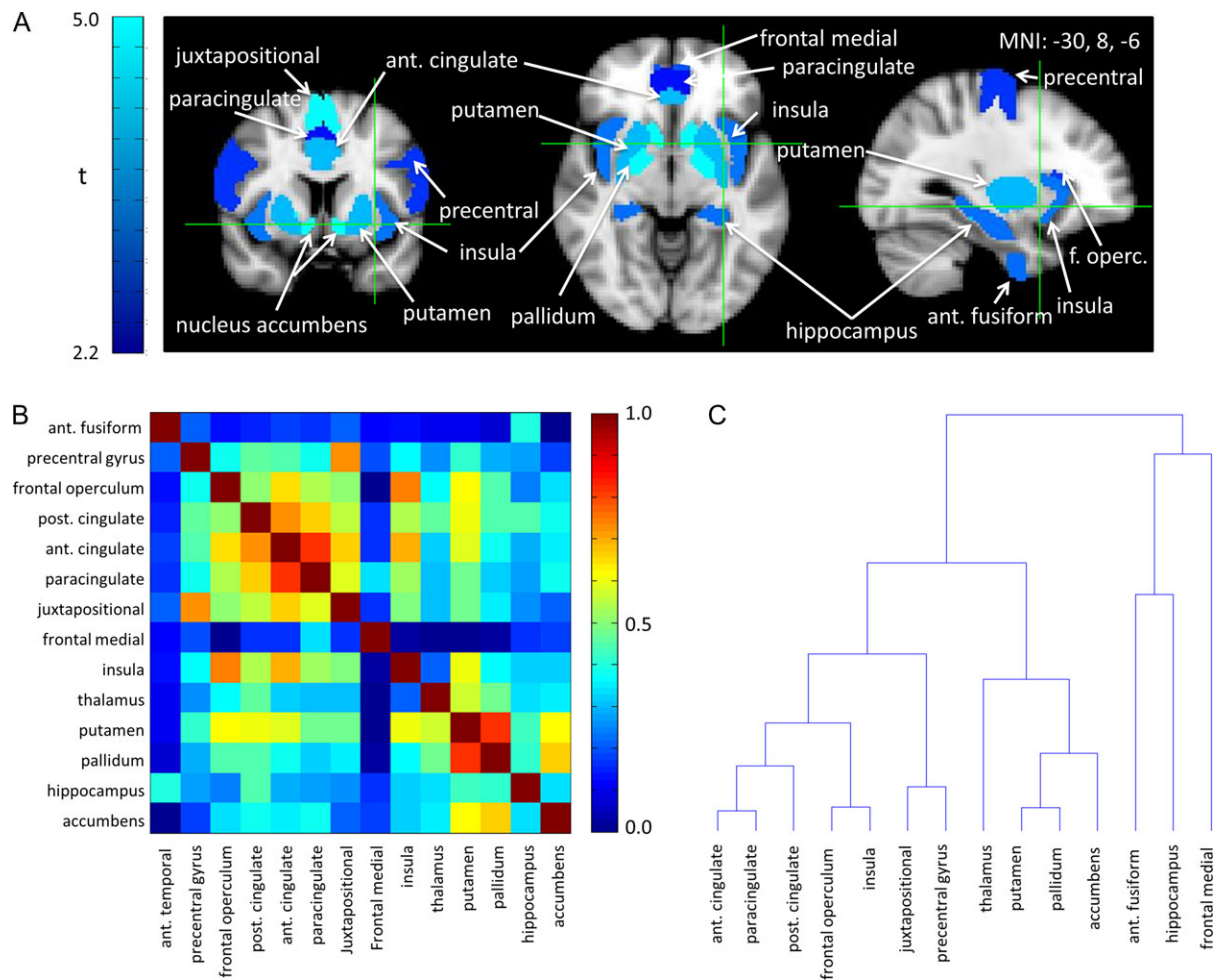 A
5.0
t
2.2
juxtapositional
paracingulate
ant. cingulate
frontal medial
paracingulate
MNI: -30, 8, -6
precentral
putamen
insula
putamen
precentral
insula
f. operc.
nucleus accumbens
putamen
pallidum
hippocampus
ant. fusiform
insula
B
ant. fusiform
precentral gyrus
frontal operculum
post. cingulate
ant. cingulate
paracingulate
juxtapositional
frontal medial
insula
thalamus
putamen
pallidum
hippocampus
accumbens
ant. temporal
precentral gyrus
frontal operculum
post. cingulate
ant. cingulate
paracingulate
Juxtapositional
Frontal medial
insula
thalamus
putamen
pallidum
hippocampus
accumbens
1.0
0.5
0.0
C
ant. cingulate
paracingulate
post. cingulate
frontal operculum
insula
juxtapositional
precentral gyrus
thalamus
putamen
pallidum
accumbens
ant. fusiform
hippocampus
frontal medial